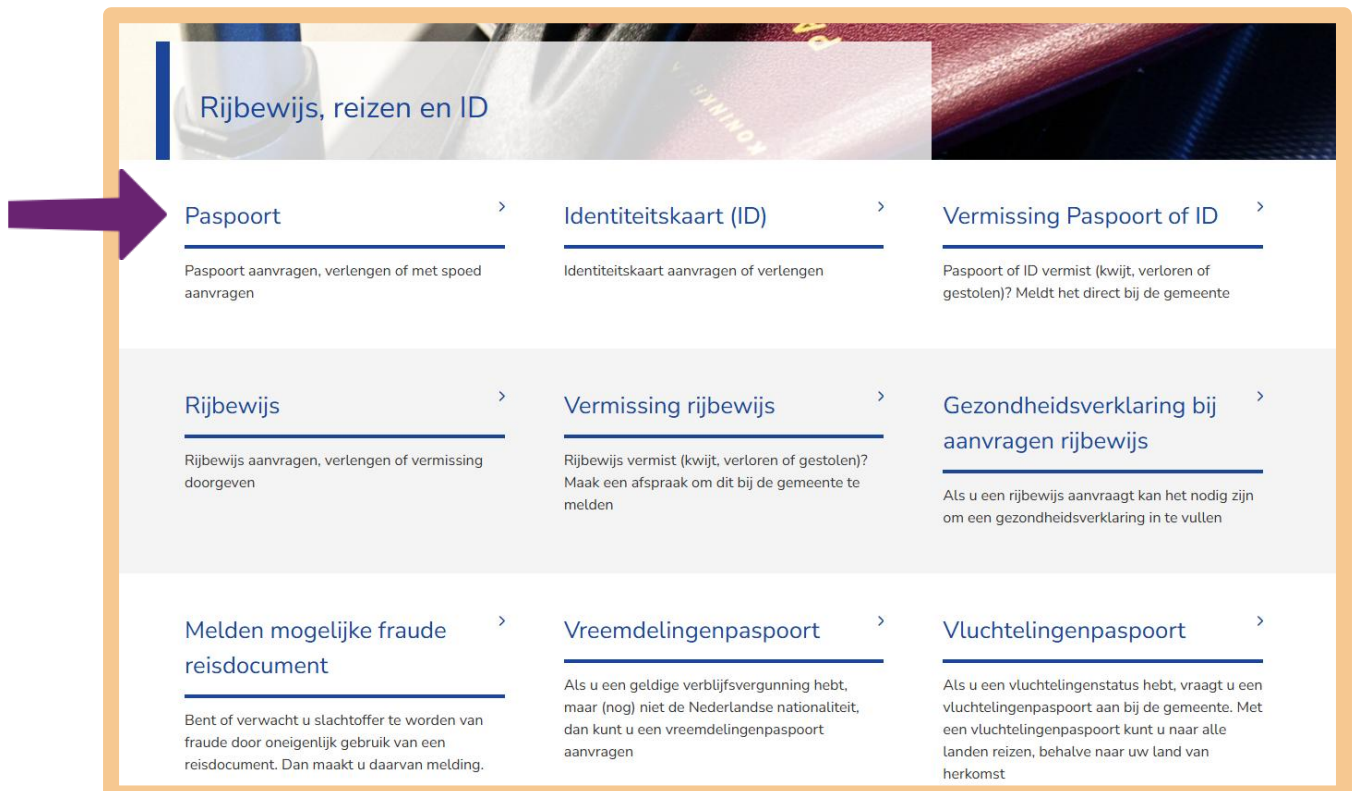 Rijbewijs, reizen en ID
Paspoort
Paspoort aanvragen, verlengen of met spoed
aanvragen
Identiteitskaart (ID)
Identiteitskaart aanvragen of verlengen
Vermissing Paspoort of ID
Paspoort of ID vermist (kwijt, verloren of
gestolen)? Meldt het direct bij de gemeente
Rijbewijs
Rijbewijs aanvragen, verlengen of vermissing
doorgeven
Vermissing rijbewijs
Rijbewijs vermist (kwijt, verloren of gestolen)?
Maak een afspraak om dit bij de gemeente te
melden
Gezondheidsverklaring bij
aanvragen rijbewijs
Als u een rijbewijs aanvraagt kan het nodig zijn
om een gezondheidsverklaring in te vullen
Melden mogelijke fraude
reisdocument
Bent of verwacht u slachtoffer te worden van
fraude door oneigenlijk gebruik van een
reisdocument. Dan maakt u daarvan melding.
Vreemdelingenpaspoort
Als u een geldige verblijfsvergunning hebt,
maar (nog) niet de Nederlandse nationaliteit,
dan kunt u een vreemdelingenpaspoort
aanvragen
Vluchtelingenpaspoort
Als u een vluchtelingenstatus hebt, vraagt u een
vluchtelingenpaspoort aan bij de gemeente. Met
een vluchtelingenpaspoort kunt u naar alle
landen reizen, behalve naar uw land van
herkomst